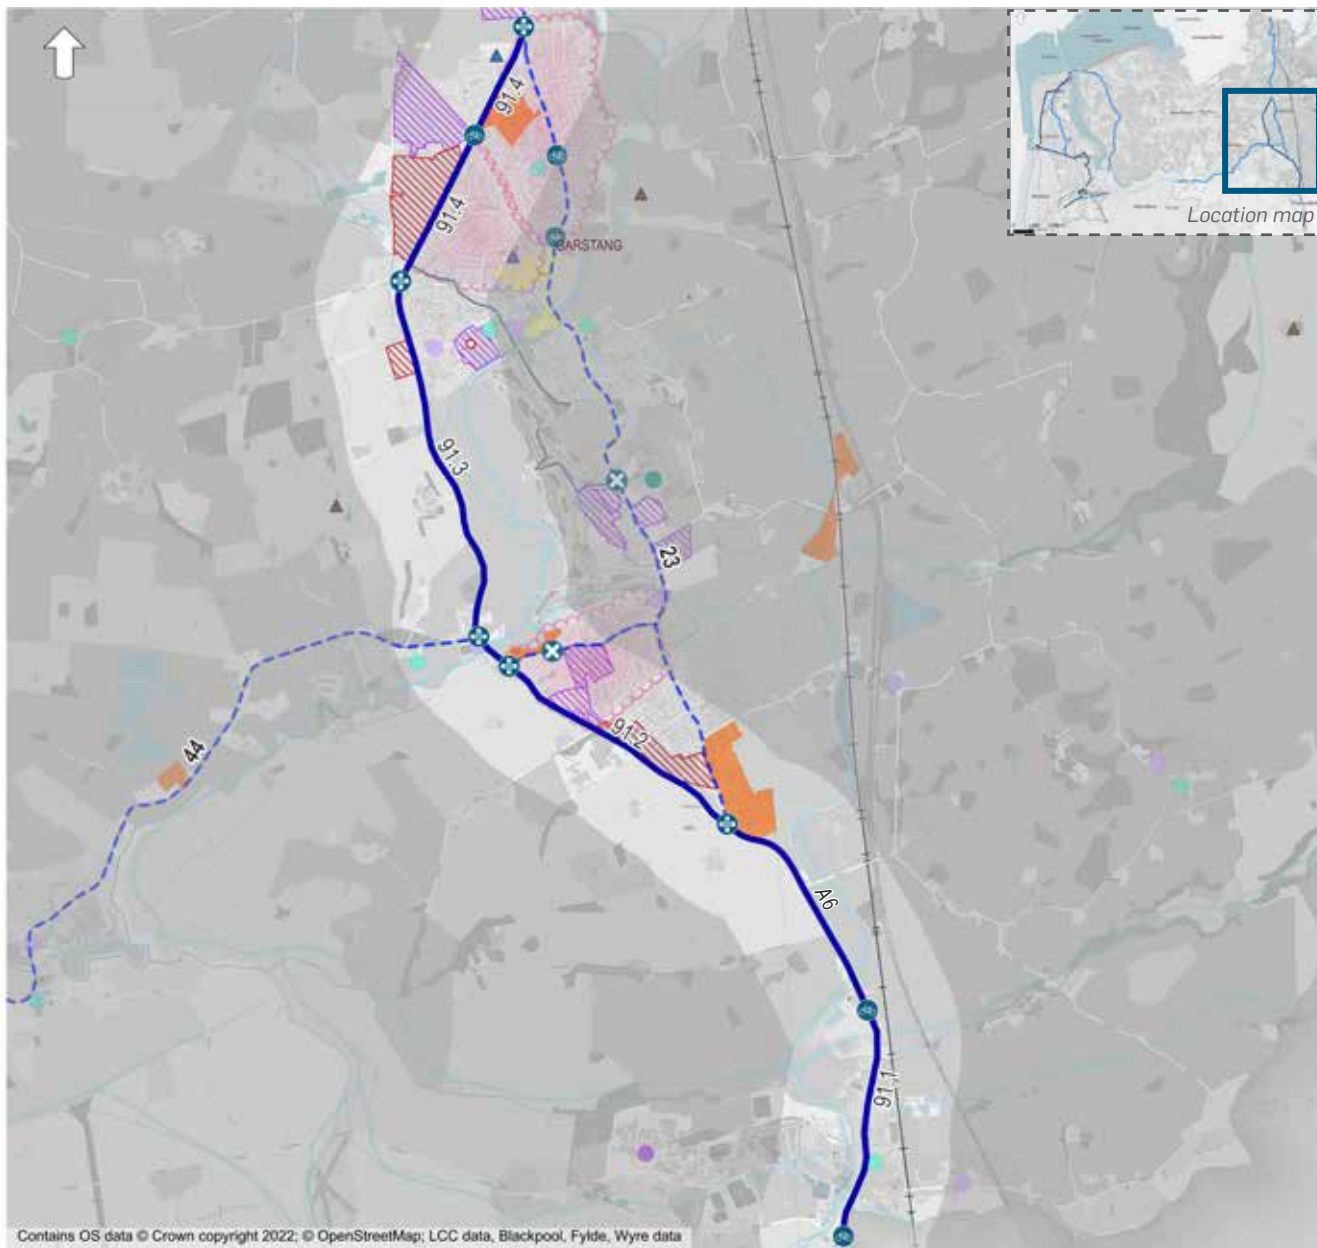 Location map
91.4
91.4
GARSTANG
91.3
23
91.2
44
A6
91.1
Contains OS data © Crown copyright 2022; © OpenStreetMap; LCC data, Blackpool, Fylde, Wyre data